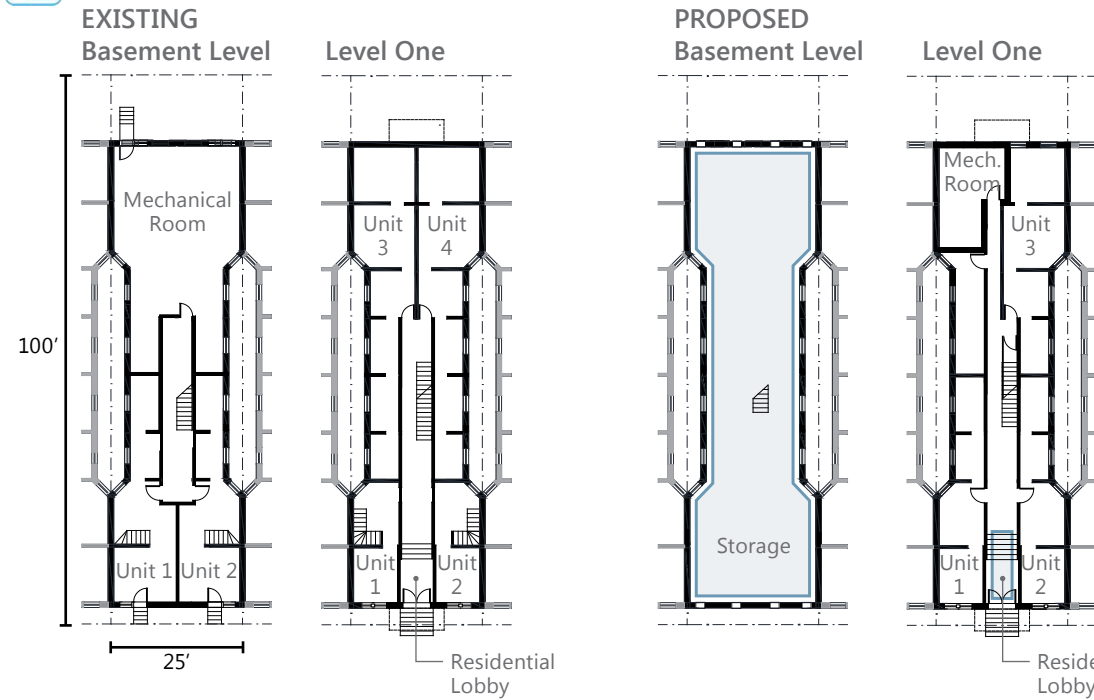 EXISTING
Basement Level
Level One
PROPOSED
Basement Level
Level One
100'
25'
Mechanical
Room
Unit 1
Unit 2
Unit
3
Unit
4
Unit
1
Unit
2
Residential
Lobby
Storage
Mech.
Room
Unit
3
Unit
1
Unit
2
Lobby